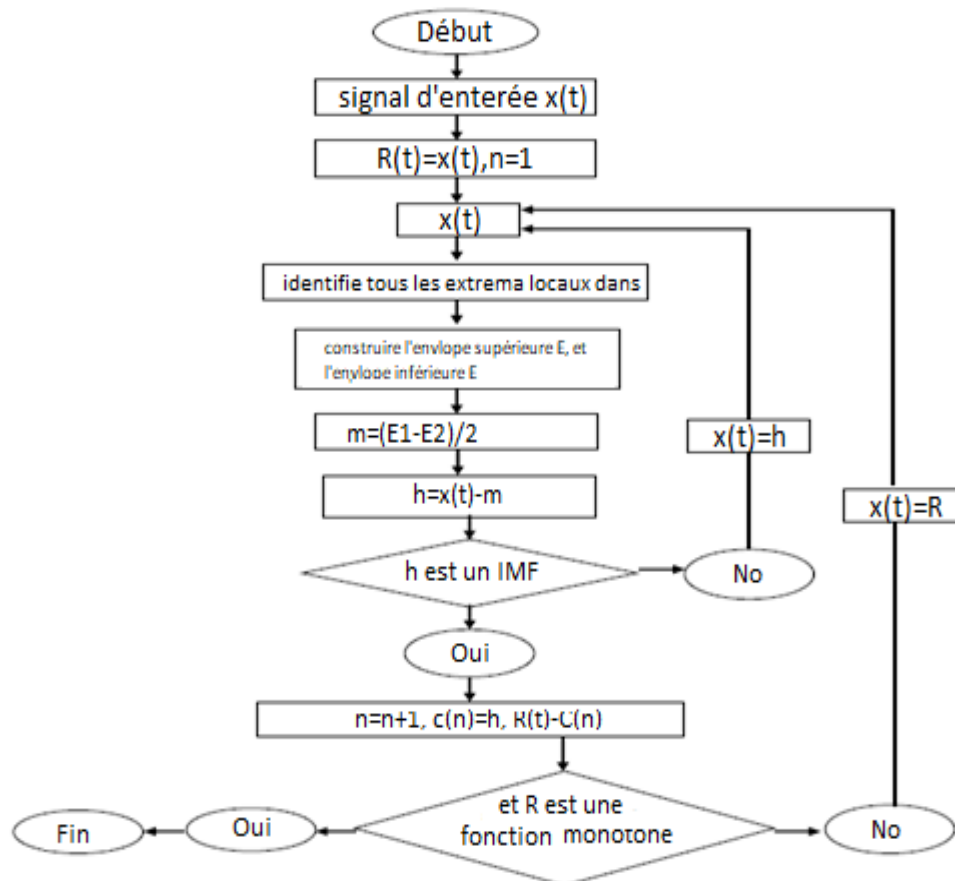 Début
signal d'enterée x(t)
R(t)=x(t),n=1
x(t)
identifie tous les extrema locaux dans
construire l'envlope supérieure E, et
l'enylope inférieure E
m=(E1-E2)/2
x(t)=h
h=x(t)-m
x(t)=R
h est un IMF
No
Oui
n=n+1, c(n)=h, R(t)-C(n)
et R est une
fonction monotone
No
Oui
Fin